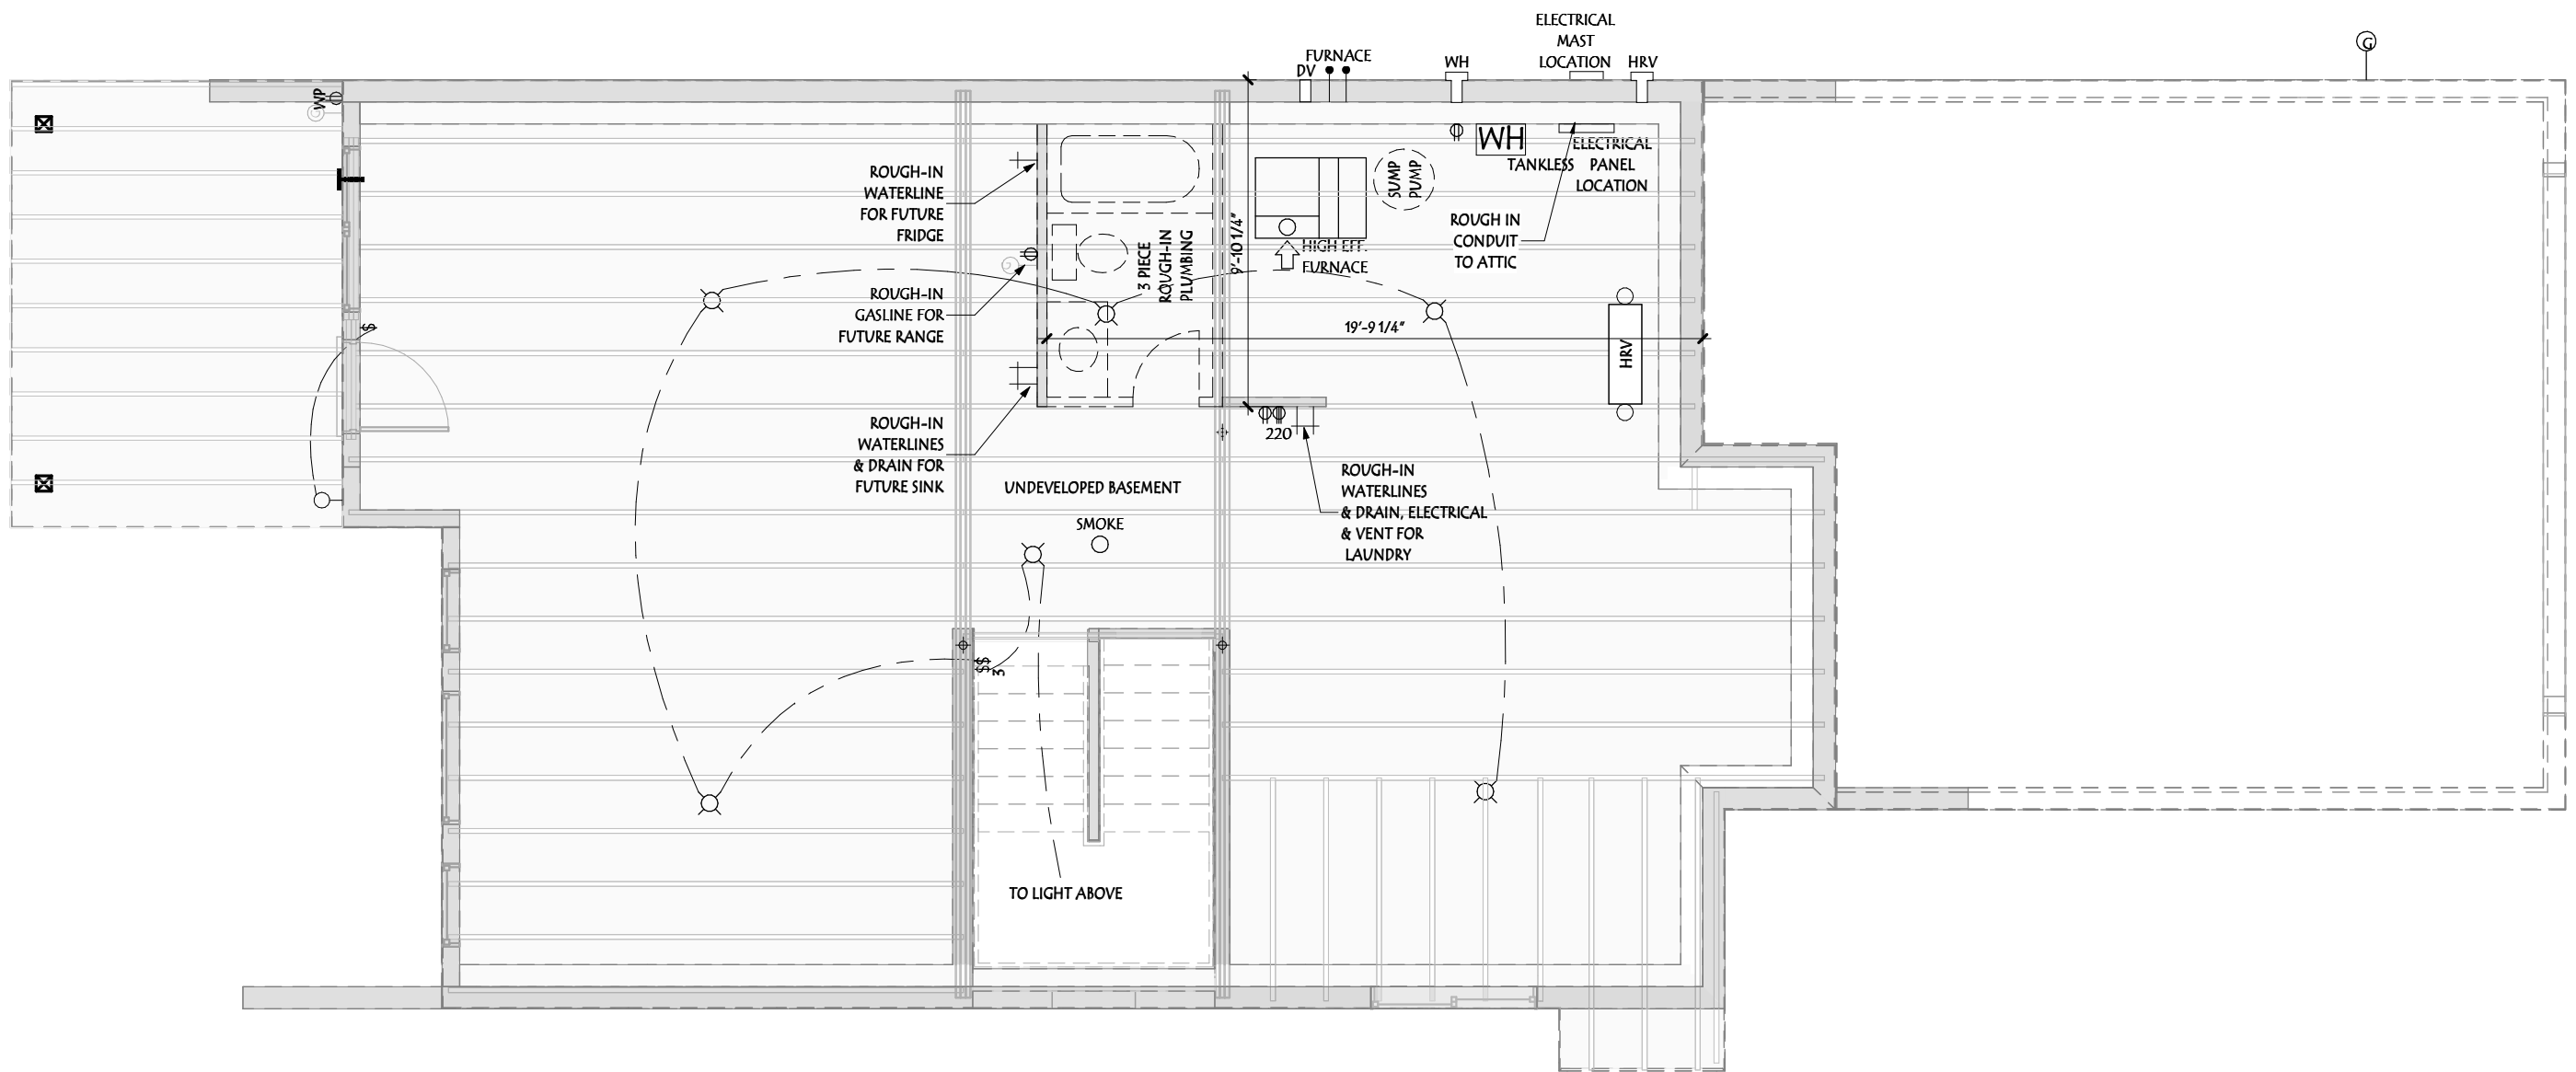 ELECTRICAL
MAST
LOCATION
FURNACE
DV
WH
HRV
G
WP
ROUGH-IN
WATERLINE
FOR FUTURE
FRIDGE
WH
TANKLESS
ELECTRICAL
PANEL
LOCATION
SUMP
PUMP
ROUGH IN
CONDUIT
TO ATTIC
3 PIECE
ROUGH-IN
PLUMBING
9'-10 1/4"
HIGH EFF.
FURNACE
ROUGH-IN
GASLINE FOR
FUTURE RANGE
19'-9 1/4"
$
HRV
ROUGH-IN
WATERLINES
& DRAIN FOR
FUTURE SINK
220
ROUGH-IN
WATERLINES
& DRAIN, ELECTRICAL
& VENT FOR
LAUNDRY
UNDEVELOPED BASEMENT
SMOKE
$$
3
TO LIGHT ABOVE